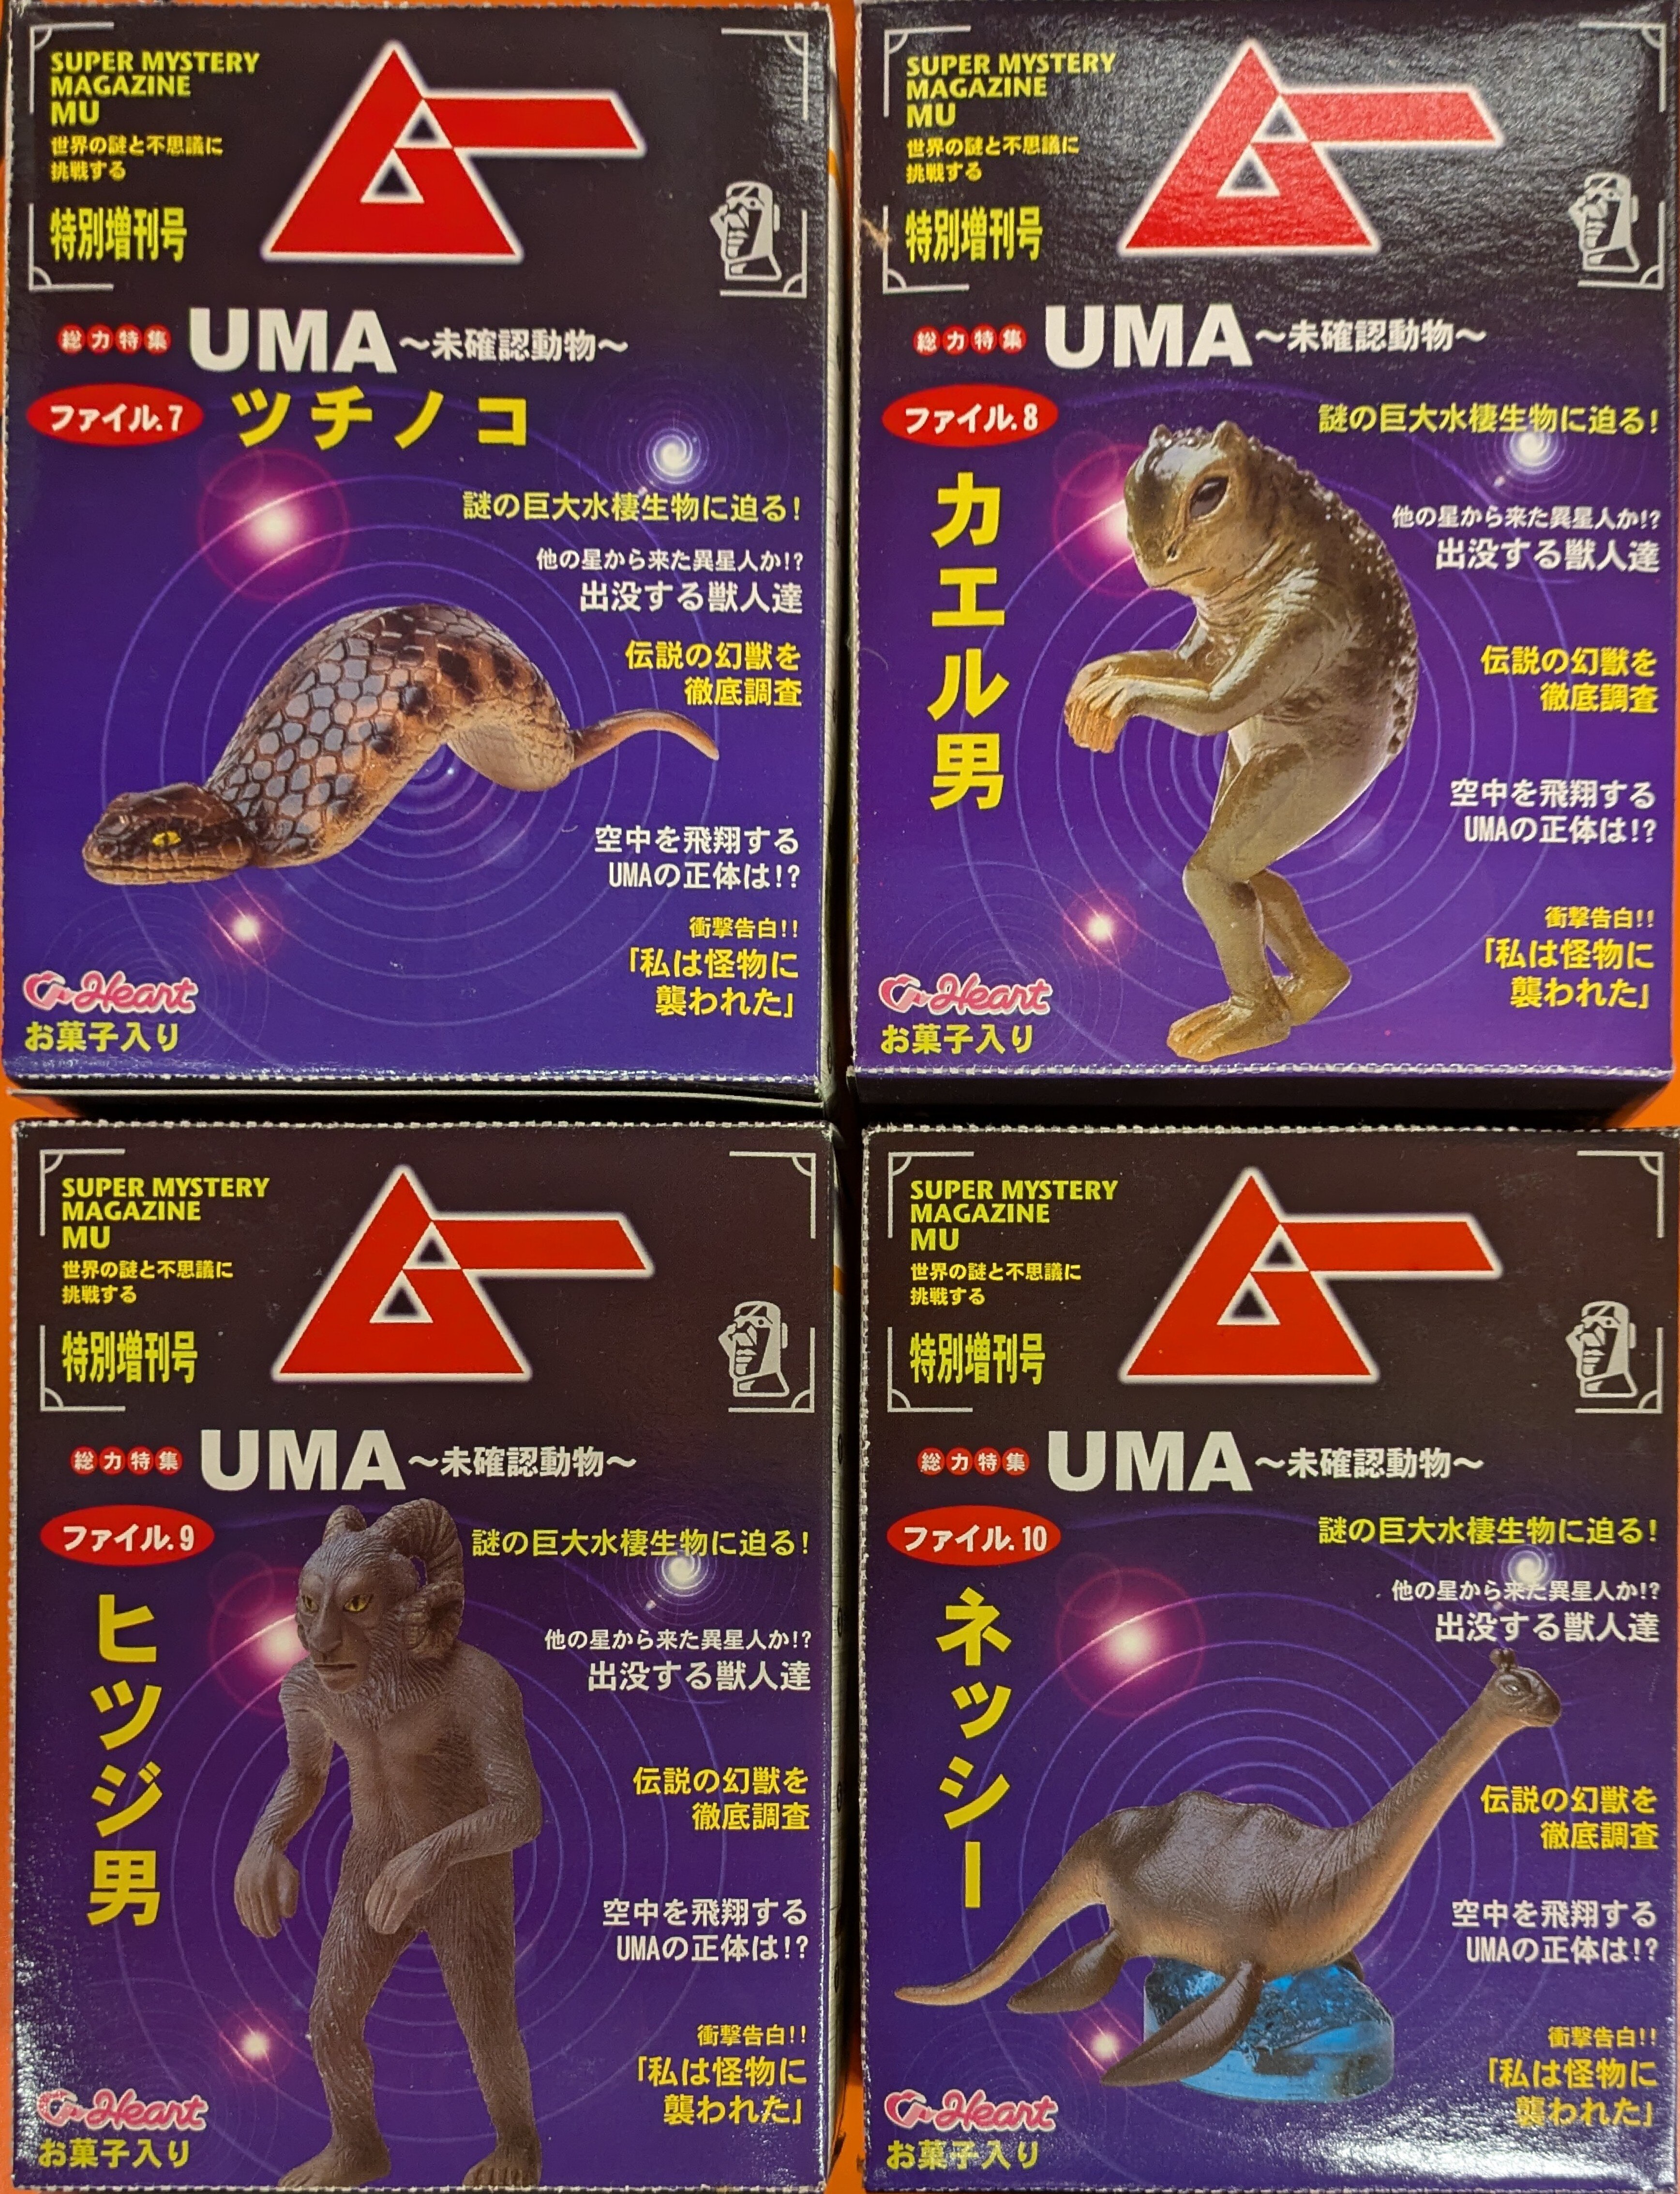 SUPER MYSTERY
MAGAZINE
MU
世界の謎と不思議に
挑戦する
特別増刊号
ムー
総力特集 UMA ～未確認動物～
ファイル.7 ツチノコ
謎の巨大水棲生物に迫る!
他の星から来た異星人か!?
出没する獣人達
伝説の幻獣を
徹底調査
空中を飛翔する
UMAの正体は!?
衝撃告白!!
「私は怪物に
襲われた」
Heart
お菓子入り
SUPER MYSTERY
MAGAZINE
MU
世界の謎と不思議に
挑戦する
特別増刊号
ムー
総力特集 UMA ～未確認動物～
ファイル.8
カエル男
謎の巨大水棲生物に迫る!
他の星から来た異星人か!?
出没する獣人達
伝説の幻獣を
徹底調査
空中を飛翔する
UMAの正体は!?
衝撃告白!!
「私は怪物に
襲われた」
Heart
お菓子入り
SUPER MYSTERY
MAGAZINE
MU
世界の謎と不思議に
挑戦する
特別増刊号
ムー
総力特集 UMA ～未確認動物～
ファイル.9
ヒツジ男
謎の巨大水棲生物に迫る!
他の星から来た異星人か!?
出没する獣人達
伝説の幻獣を
徹底調査
空中を飛翔する
UMAの正体は!?
衝撃告白!!
「私は怪物に
襲われた」
Heart
お菓子入り
SUPER MYSTERY
MAGAZINE
MU
世界の謎と不思議に
挑戦する
特別増刊号
ムー
総力特集 UMA ～未確認動物～
ファイル.10
ネッシー
謎の巨大水棲生物に迫る!
他の星から来た異星人か!?
出没する獣人達
伝説の幻獣を
徹底調査
空中を飛翔する
UMAの正体は!?
衝撃告白!!
「私は怪物に
襲われた」
Heart
お菓子入り